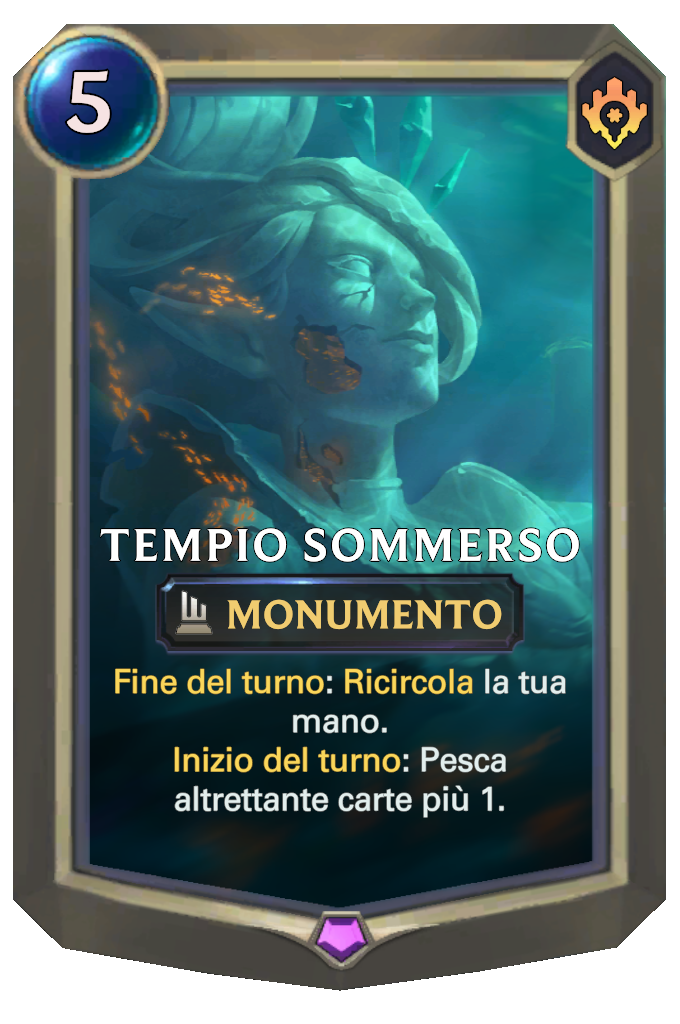 5
TEMPIO SOMMERSO
MONUMENTO
Fine del turno: Ricircola la tua
mano.
Inizio del turno: Pesca
altrettante carte più 1.